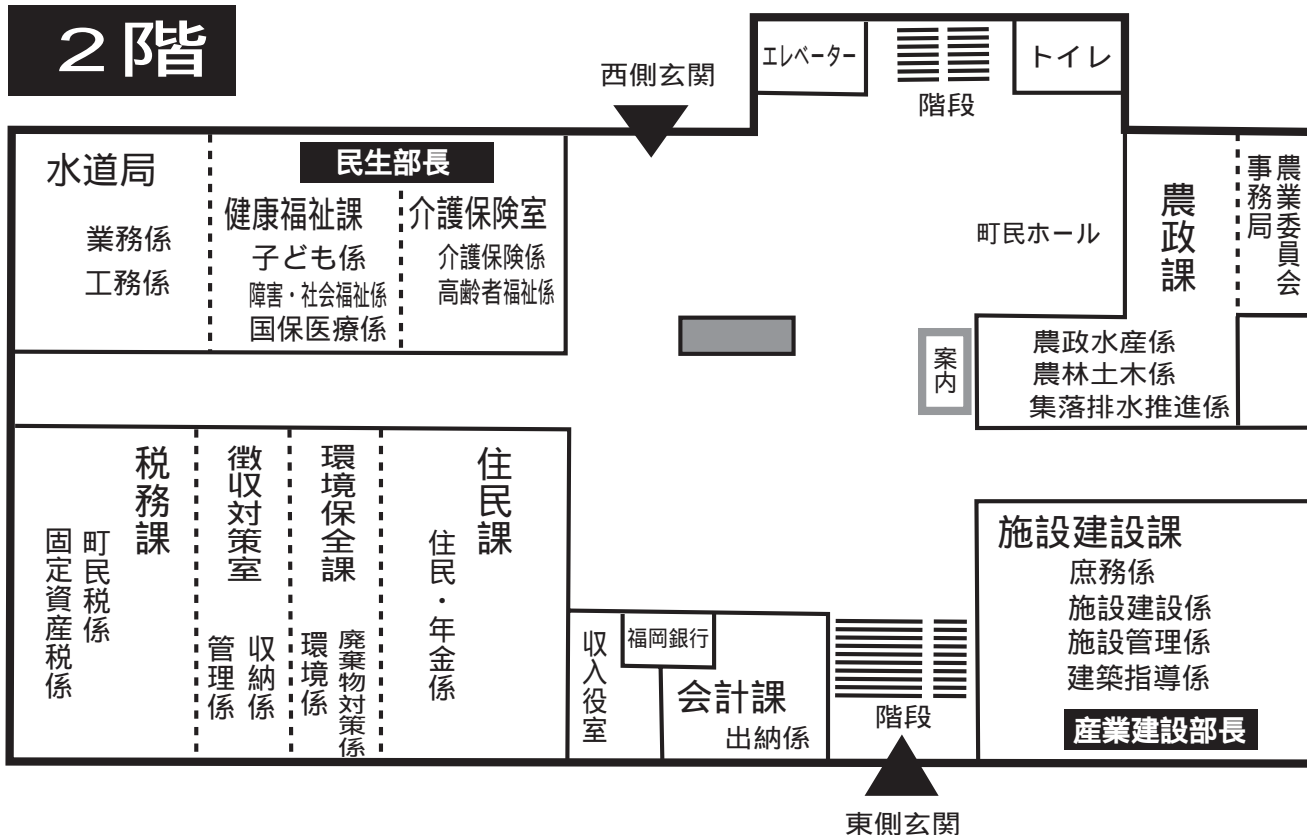 2階
西側玄関
エレベーター
階段
トイレ
水道局
業務係
工務係
民生部長
健康福祉課
子ども係
障害・社会福祉係
国保医療係
介護保険室
介護保険係
高齢者福祉係
町民ホール
案内
農政課
農政水産係
農林土木係
集落排水推進係
農業委員会
事務局
税務課
町民税係
固定資産税係
徴収対策室
収納係
管理係
環境保全課
廃棄物対策係
環境係
住民課
住民・年金係
収入役室
福岡銀行
会計課
出納係
階段
東側玄関
施設建設課
庶務係
施設建設係
施設管理係
建築指導係
産業建設部長